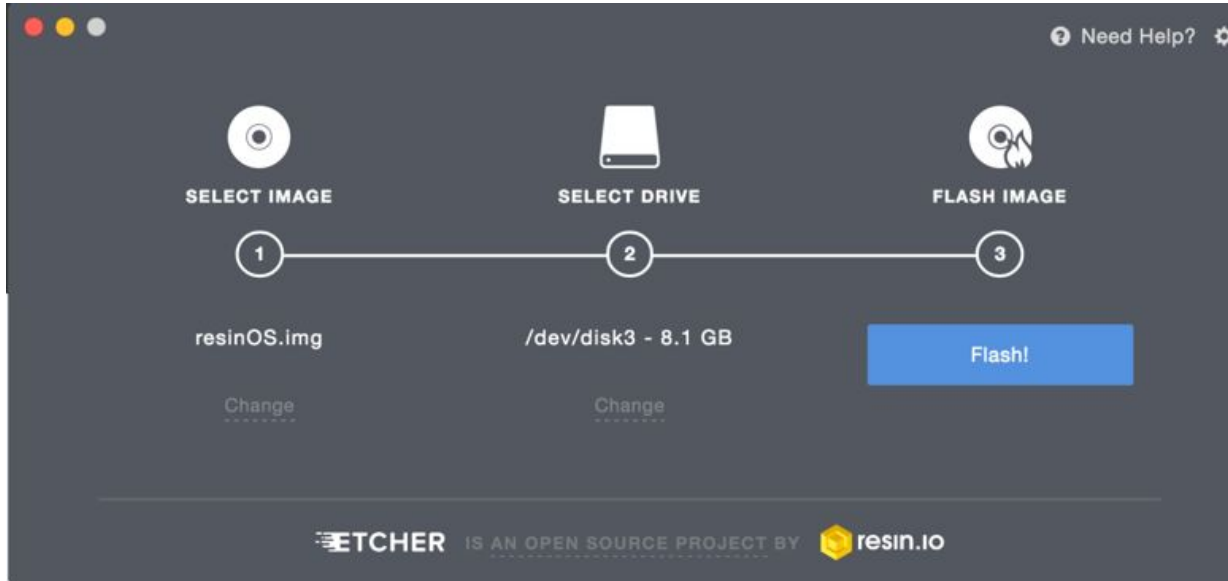 Need Help?
SELECT IMAGE
SELECT DRIVE
FLASH IMAGE
1
2
3
resinOS.img
/dev/disk3 - 8.1 GB
Flash!
Change
Change
ETCHER IS AN OPEN SOURCE PROJECT BY resin.io